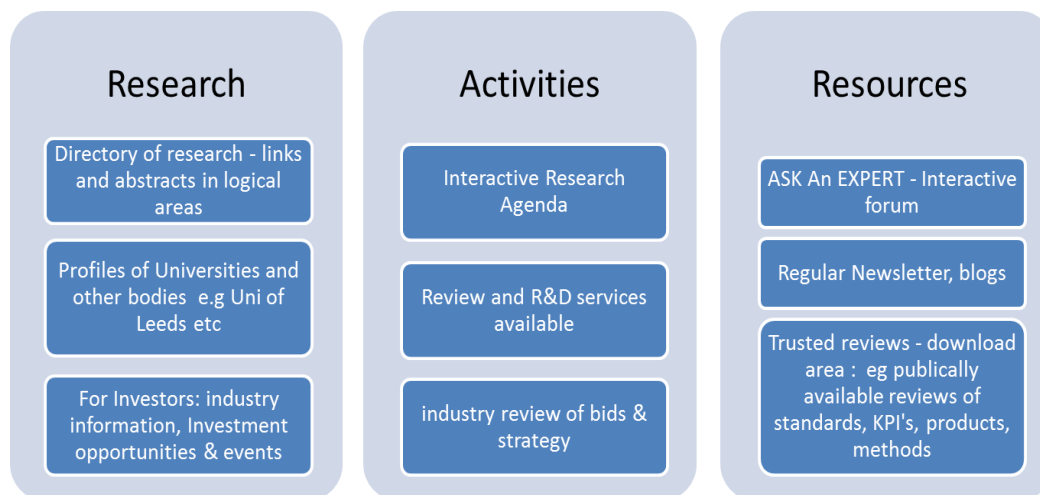 Research
Directory of research - links
and abstracts in logical
areas
Profiles of Universities and
other bodies  e.g Uni of
Leeds etc
For Investors: industry
information, Investment
opportunities & events
Activities
Interactive Research
Agenda
Review and R&D services
available
industry review of bids &
strategy
Resources
ASK An EXPERT - Interactive
forum
Regular Newsletter, blogs
Trusted reviews - download
area :  eg publically
available reviews of
standards, KPI's, products,
methods